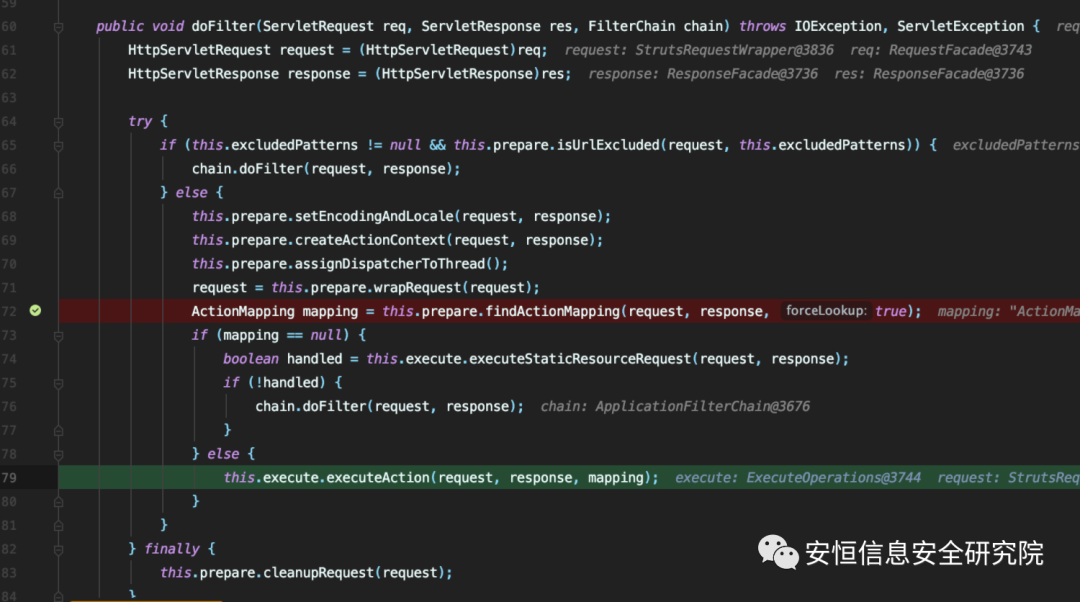 59
60 public void doFilter(ServletRequest req, ServletResponse res, FilterChain chain) throws IOException, ServletException { req
61 HttpServletRequest request = (HttpServletRequest)req; request: StrutsRequestWrapper@3836 req: RequestFacade@3743
62 HttpServletResponse response = (HttpServletResponse)res; response: ResponseFacade@3736 res: ResponseFacade@3736
63
64 try {
65 if (this.excludedPatterns != null && this.prepare.isUrlExcluded(request, this.excludedPatterns)) { excludedPatterns
66 chain.doFilter(request, response);
67 } else {
68 this.prepare.setEncodingAndLocale(request, response);
69 this.prepare.createActionContext(request, response);
70 this.prepare.assignDispatcherToThread();
71 request = this.prepare.wrapRequest(request);
72 ActionMapping mapping = this.prepare.findActionMapping(request, response, forceLookup: true); mapping: "ActionMa
73 if (mapping == null) {
74 boolean handled = this.execute.executeStaticResourceRequest(request, response);
75 if (!handled) {
76 chain.doFilter(request, response); chain: ApplicationFilterChain@3676
77 }
78 } else {
79 this.execute.executeAction(request, response, mapping); execute: ExecuteOperations@3744 request: StrutsReq
80 }
81 }
82 } finally {
83 this.prepare.cleanupRequest(request);
84 }
安恒信息安全研究院